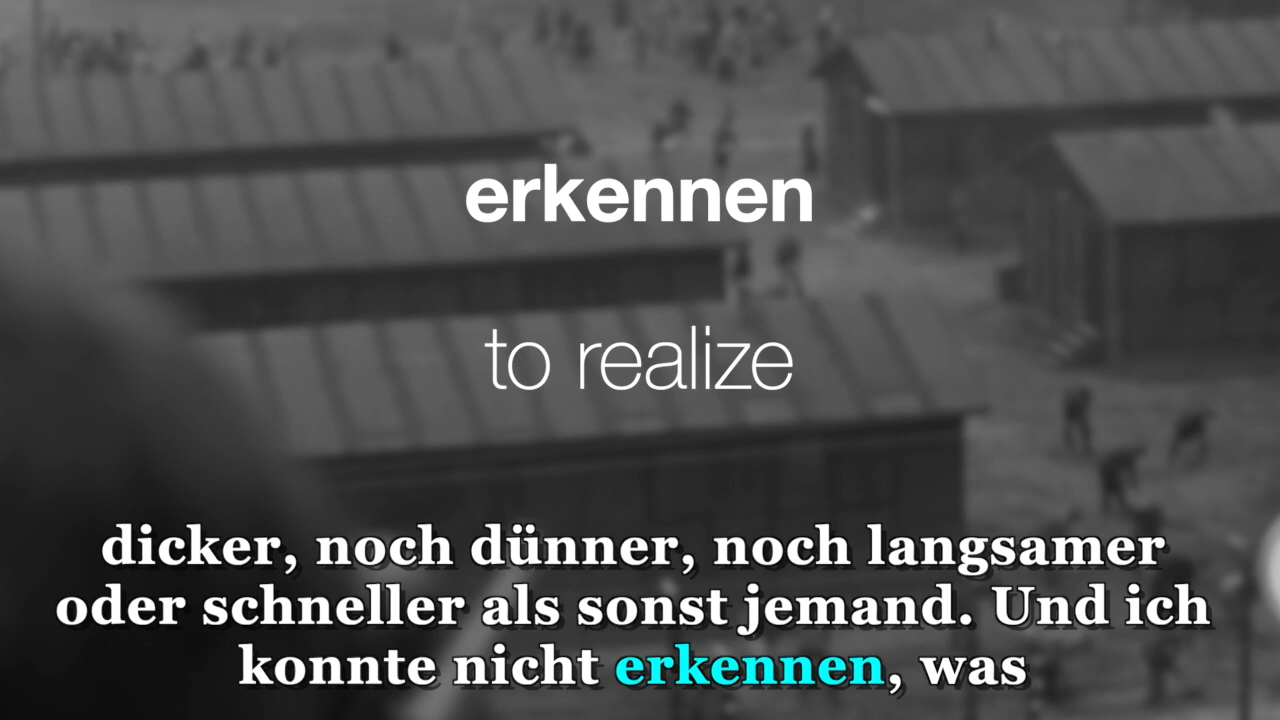 erkennen
to realize
dicker, noch dünner, noch langsamer
oder schneller als sonst jemand. Und ich
konnte nicht erkennen, was